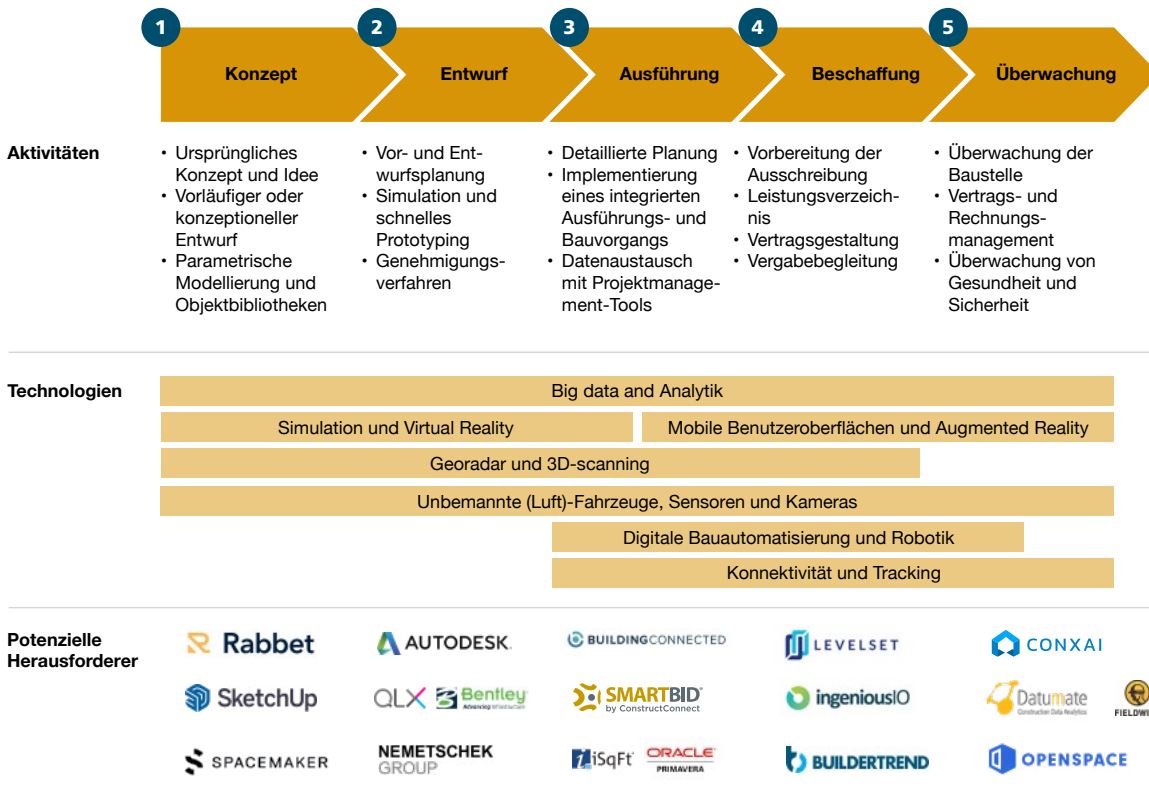 1
2
3
4
5
Konzept
Entwurf
Ausführung
Beschaffung
Überwachung
Aktivitäten
• Ursprüngliches
Konzept und Idee
• Vorläufiger oder
konzeptioneller
Entwurf
• Parametrische
Modellierung und
Objektbibliotheken
• Vor- und Ent-
wurfsplanung
• Simulation und
schnelles
Prototyping
• Genehmigungs-
verfahren
• Detaillierte Planung
• Implementierung
eines integrierten
Ausführungs- und
Bauvorgangs
• Datenaustausch
mit Projektmanage-
ment-Tools
• Vorbereitung der
Ausschreibung
• Leistungsverzeich-
nis
• Vertragsgestaltung
• Vergabebegleitung
• Überwachung der
Baustelle
• Vertrags- und
Rechnungs-
management
• Überwachung von
Gesundheit und
Sicherheit
Technologien
Big data and Analytik
Simulation und Virtual Reality
Mobile Benutzeroberflächen und Augmented Reality
Georadar und 3D-scanning
Unbemannte (Luft)-Fahrzeuge, Sensoren und Kameras
Digitale Bauautomatisierung und Robotik
Konnektivität und Tracking
Potenzielle
Herausforderer
Rabbet
AUTODESK.
BUILDINGCONNECTED
LEVELSET
CONXAI
SketchUp
QLX
Bentley
Advancing Infrastructure
SMARTBID
by ConstructConnect
ingeniousIO
Datumate
Construction Data Analytics
FIELDWI
SPACEMAKER
NEMETSCHEK
GROUP
iSqFt
ORACLE
PRIMAVERA
BUILDERTREND
OPENSPACE